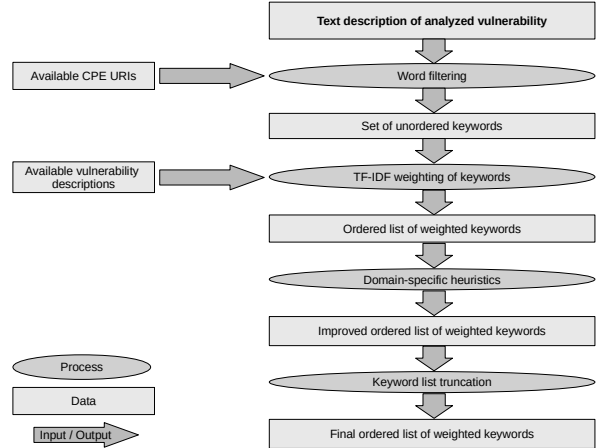 Text description of analyzed vulnerability
Available CPE URIs
Word filtering
Set of unordered keywords
Available vulnerability
descriptions
TF-IDF weighting of keywords
Ordered list of weighted keywords
Domain-specific heuristics
Improved ordered list of weighted keywords
Process
Keyword list truncation
Data
Input / Output
Final ordered list of weighted keywords